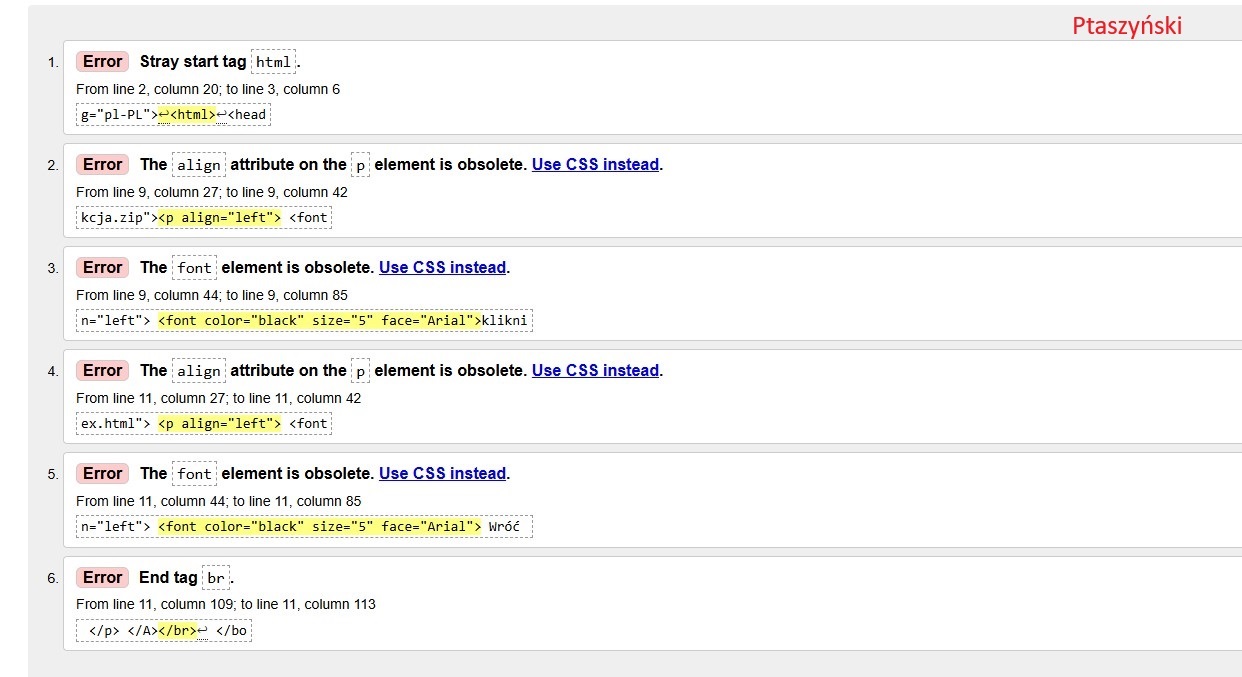 Ptaszyński
1. Error Stray start tag html.
From line 2, column 20; to line 3, column 6
g="pl-PL">↩<html>↩<head
2. Error The align attribute on the p element is obsolete. Use CSS instead.
From line 9, column 27; to line 9, column 42
kcja.zip"><p align="left"> <font
3. Error The font element is obsolete. Use CSS instead.
From line 9, column 44; to line 9, column 85
n="left"> <font color="black" size="5" face="Arial">klikni
4. Error The align attribute on the p element is obsolete. Use CSS instead.
From line 11, column 27; to line 11, column 42
ex.html"> <p align="left"> <font
5. Error The font element is obsolete. Use CSS instead.
From line 11, column 44; to line 11, column 85
n="left"> <font color="black" size="5" face="Arial"> Wróć
6. Error End tag br.
From line 11, column 109; to line 11, column 113
</p> </A></br>↩ </bo